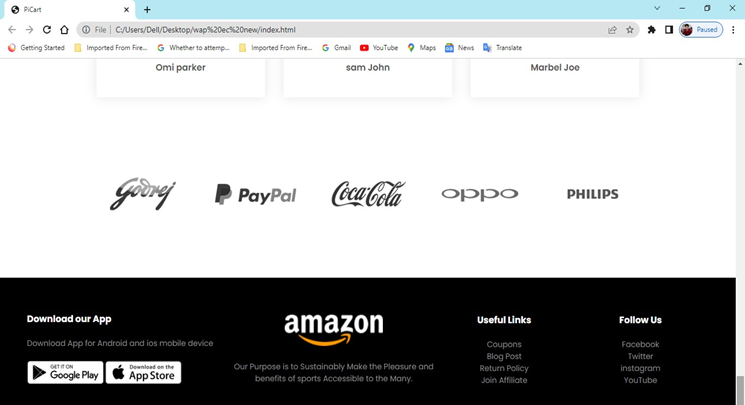 PiCart
File C:/Users/Dell/Desktop/wap%20ec%20new/index.html
Paused
Getting Started
Imported From Fire...
Whether to attemp...
Imported From Fire...
Gmail
YouTube
Maps
News
Translate
Omi parker
sam John
Marbel Joe
Godrej
PayPal
Coca-Cola
oppo
PHILIPS
Download our App
Download App for Android and ios mobile device
GET IT ON
Google Play
Download on the
App Store
amazon
Our Purpose is to Sustainably Make the Pleasure and
benefits of sports Accessible to the Many.
Useful Links
Coupons
Blog Post
Return Policy
Join Affiliate
Follow Us
Facebook
Twitter
instagram
YouTube